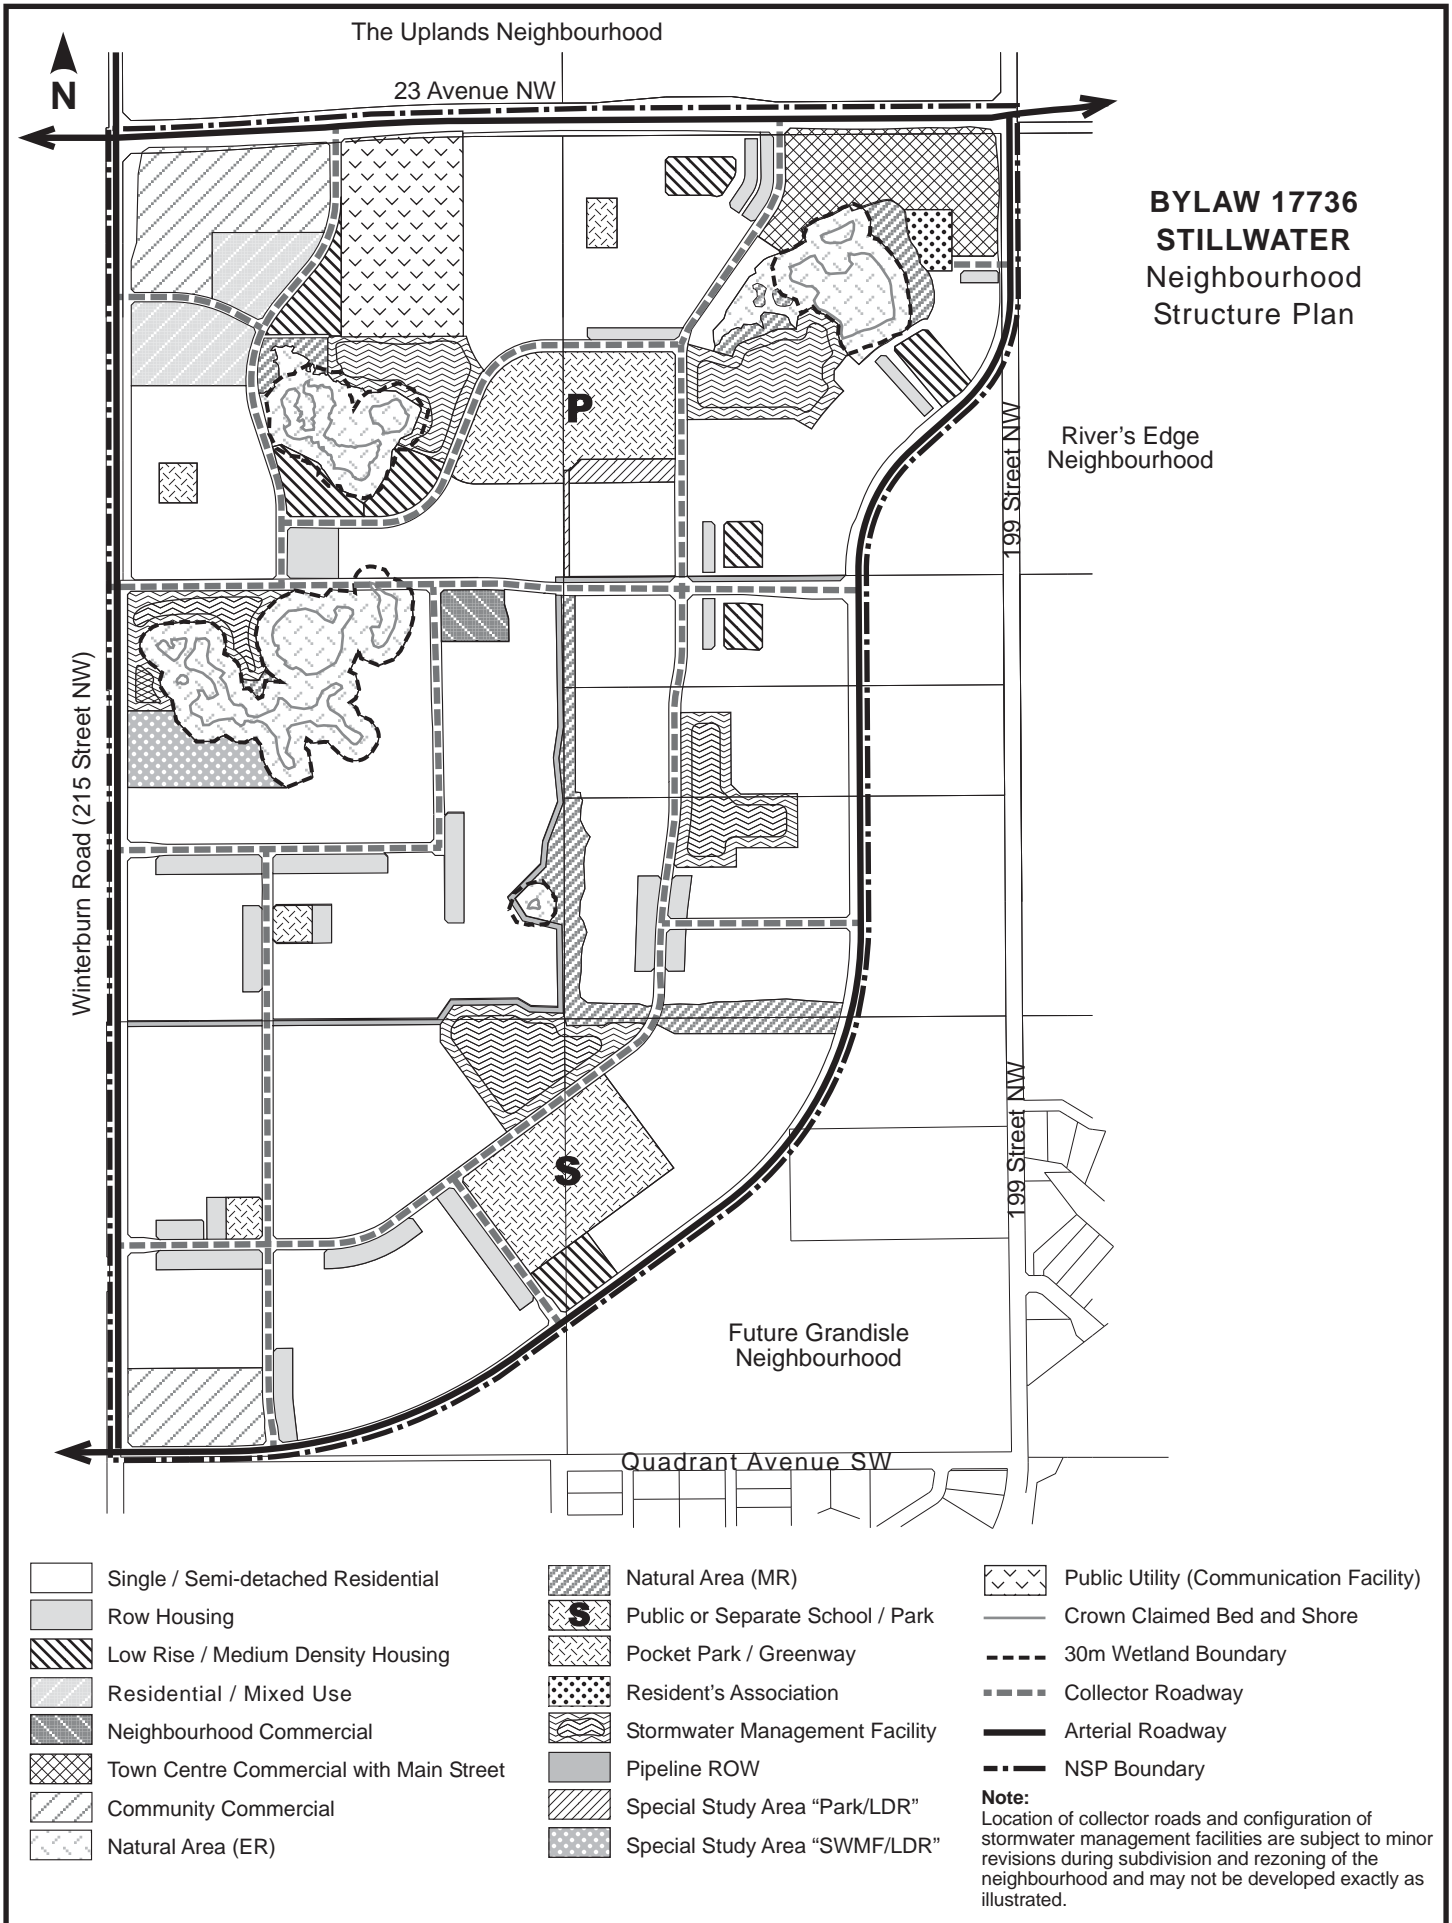 The Uplands Neighbourhood
N
23 Avenue NW
BYLAW 17736
STILLWATER
Neighbourhood
Structure Plan
P
River's Edge
Neighbourhood
199 Street NW
Winterburn Road (215 Street NW)
199 Street NW
S
Future Grandisle
Neighbourhood
Quadrant Avenue SW
Single / Semi-detached Residential
Row Housing
Low Rise / Medium Density Housing
Residential / Mixed Use
Neighbourhood Commercial
Town Centre Commercial with Main Street
Community Commercial
Natural Area (ER)
Natural Area (MR)
S
Public or Separate School / Park
Pocket Park / Greenway
Resident's Association
Stormwater Management Facility
Pipeline ROW
Special Study Area “Park/LDR”
Special Study Area “SWMF/LDR”
Public Utility (Communication Facility)
Crown Claimed Bed and Shore
30m Wetland Boundary
Collector Roadway
Arterial Roadway
NSP Boundary
Note:
Location of collector roads and configuration of
stormwater management facilities are subject to minor
revisions during subdivision and rezoning of the
neighbourhood and may not be developed exactly as
illustrated.